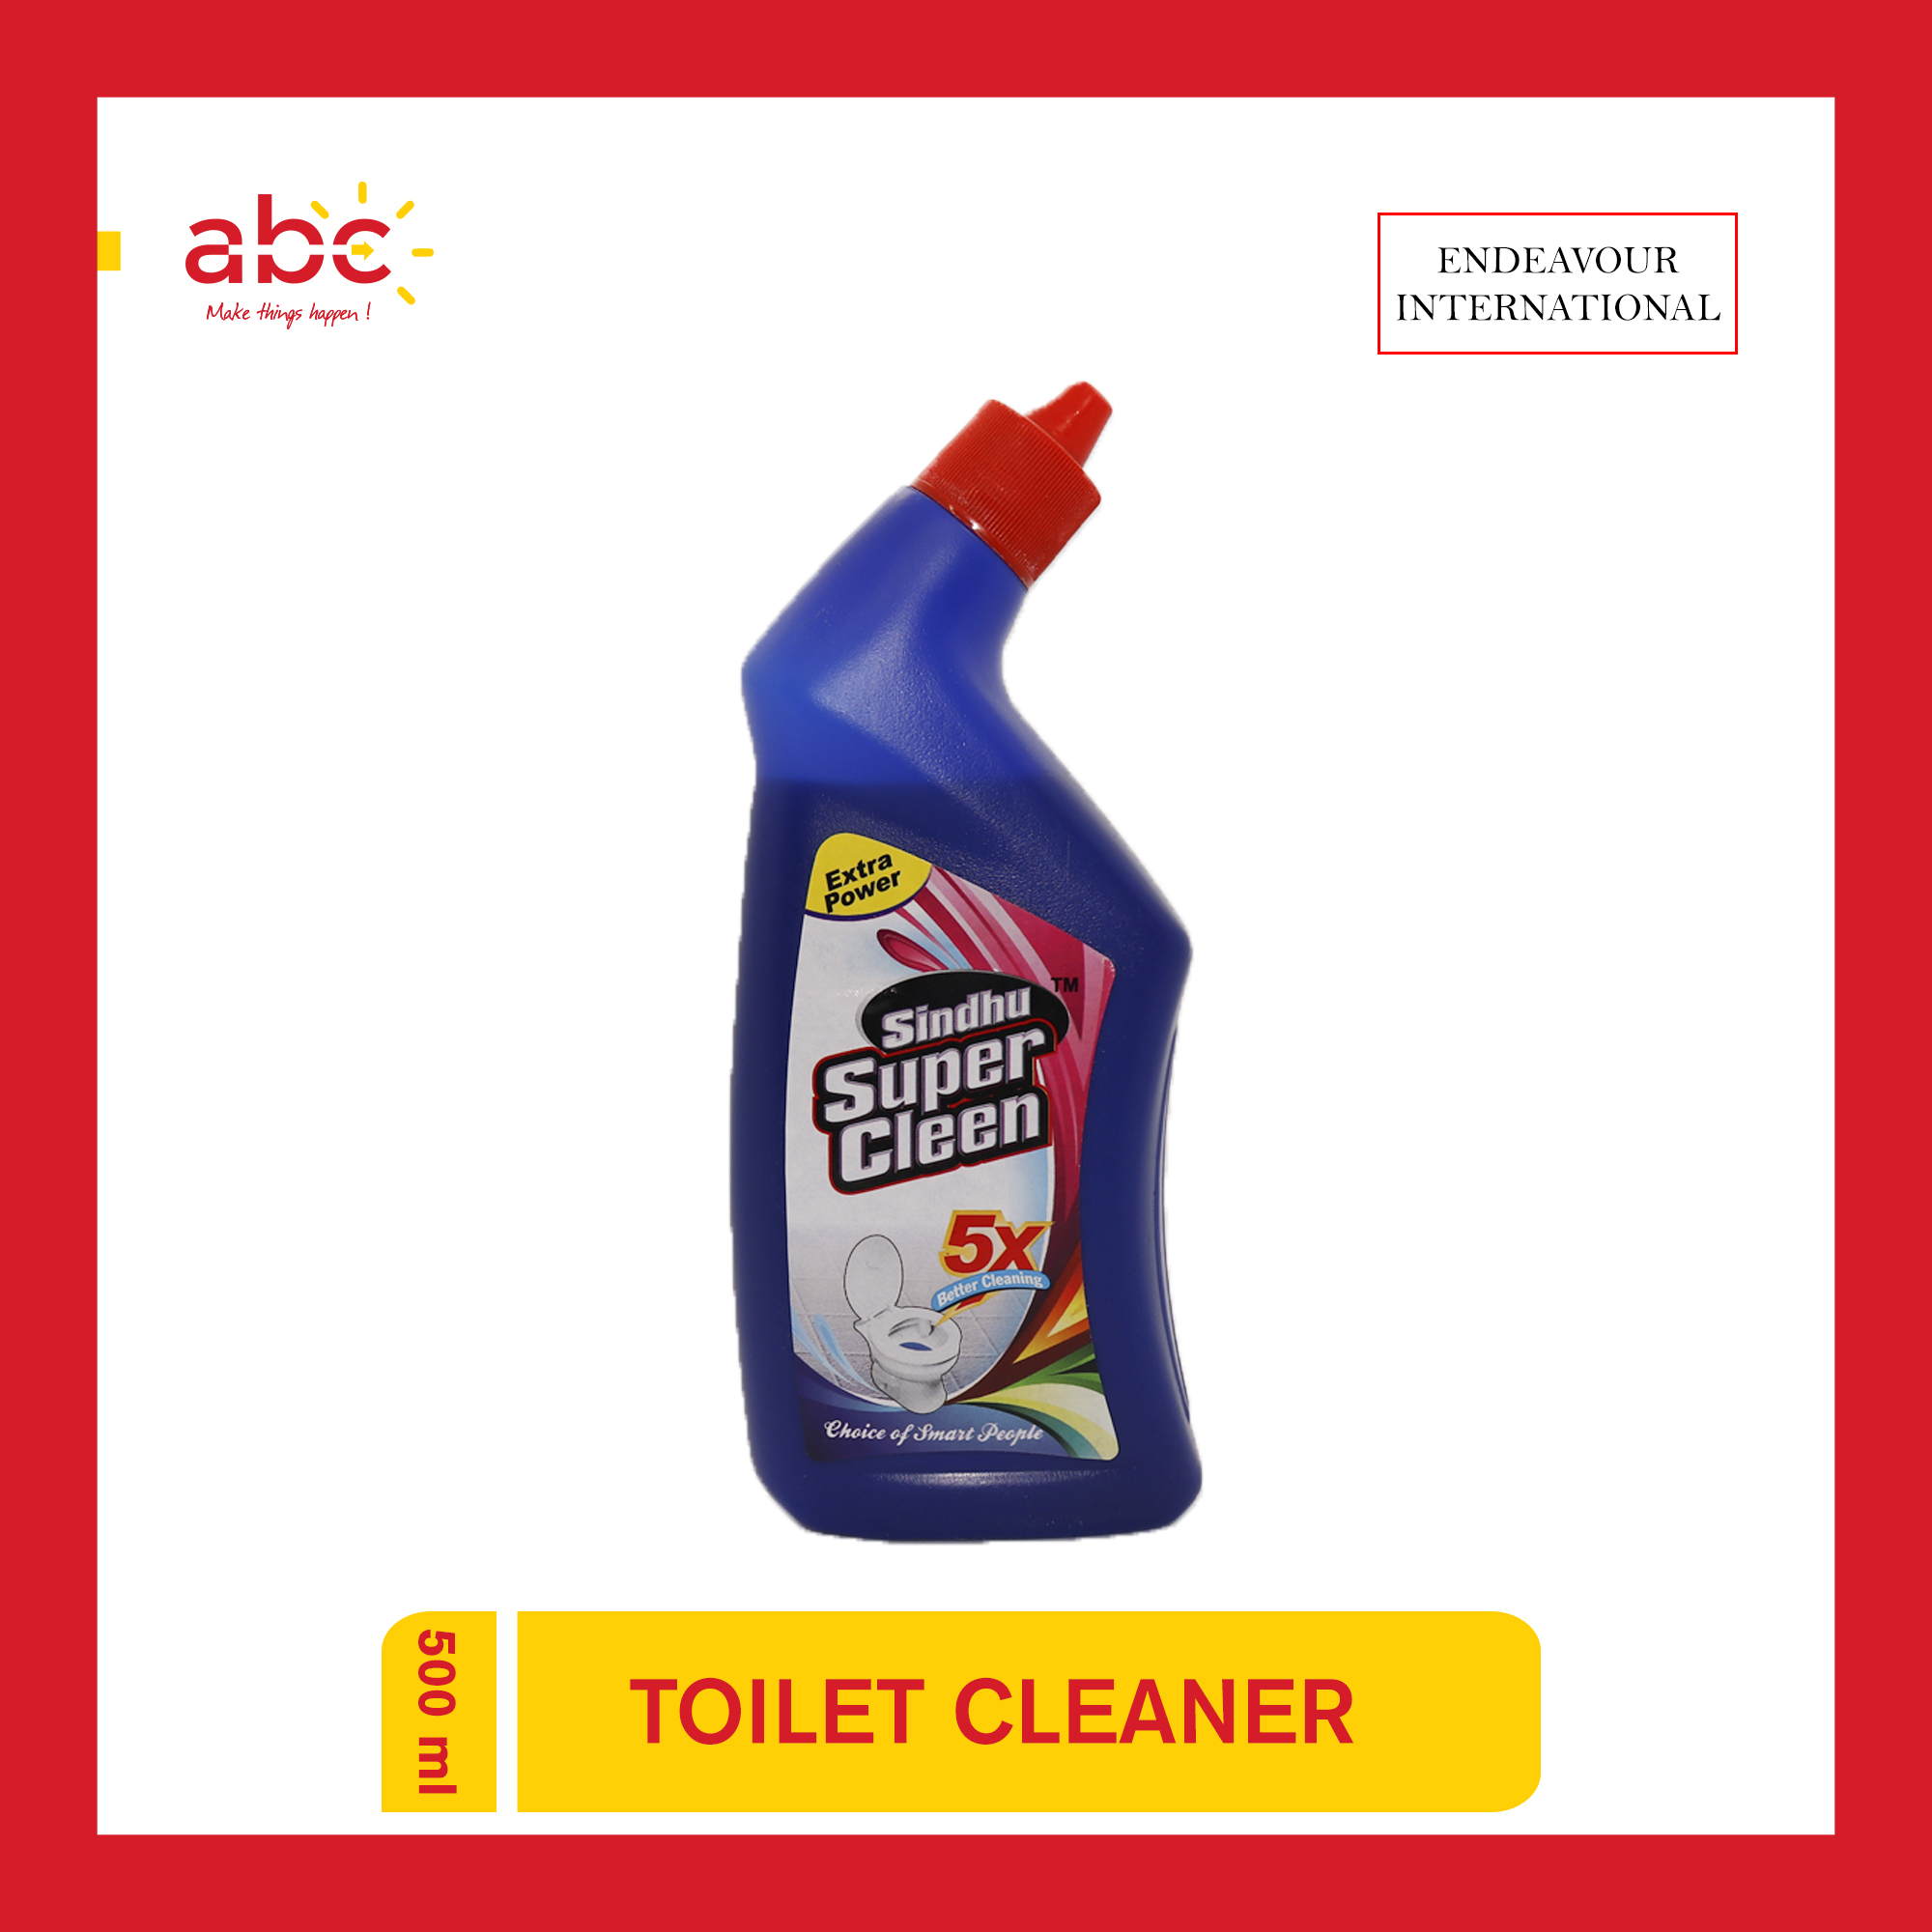 abc
Make things happen !
ENDEAVOUR
INTERNATIONAL
Extra
Power
Sindhu
TM
Super
Cleen
5x
Better Cleaning
Choice of Smart People
500 ml
TOILET CLEANER